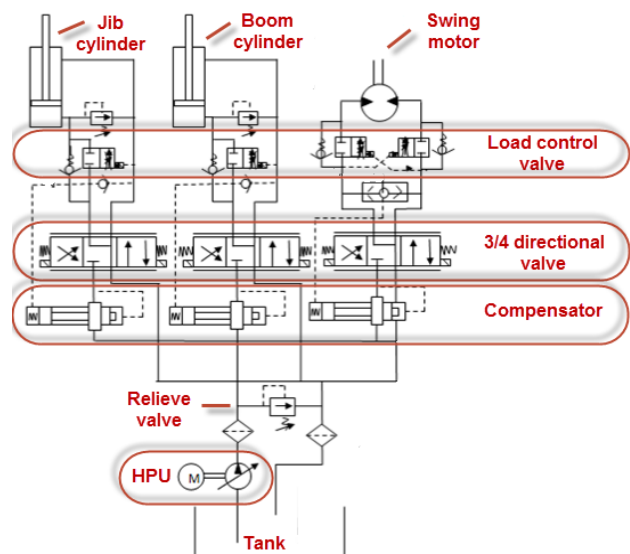 Jib
cylinder
Boom
cylinder
Swing
motor
Load control
valve
3/4 directional
valve
Compensator
Relieve
valve
HPU
M
Tank